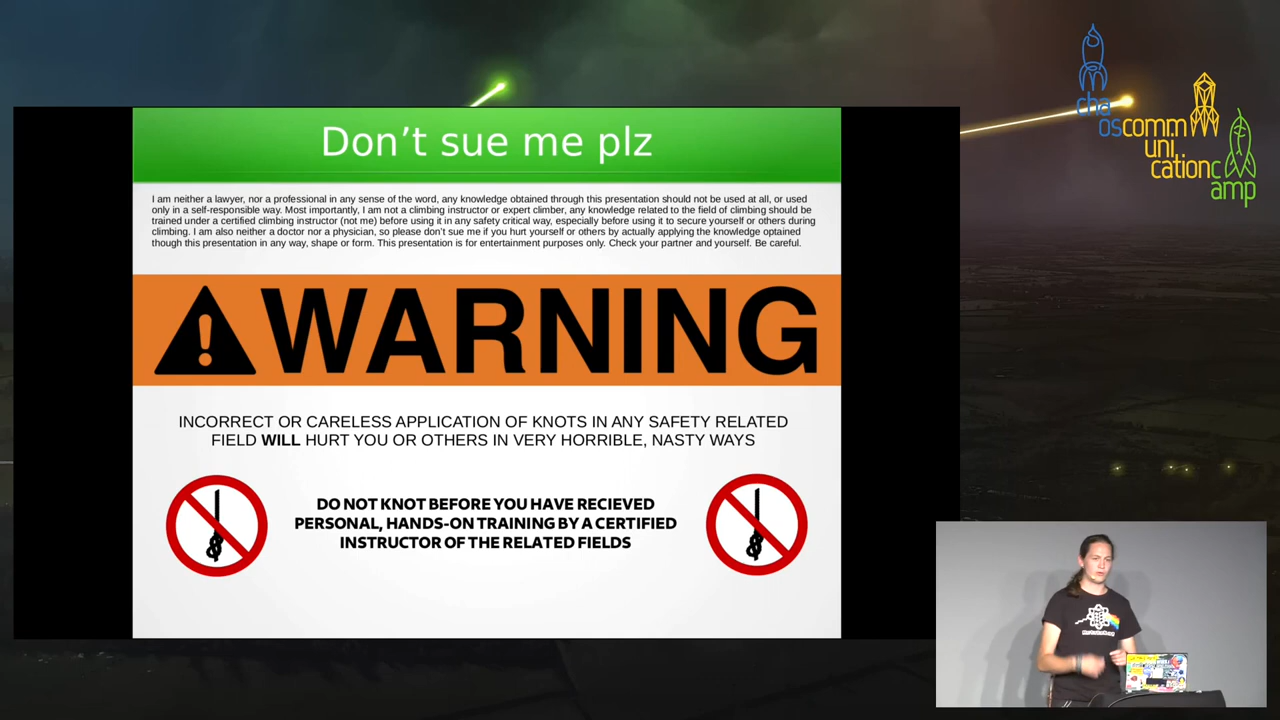 Don't sue me plz
I am neither a lawyer, nor a professional in any sense of the word, any knowledge obtained through this presentation should not be used at all, or used
only in a self-responsible way. Most importantly, I am not a climbing instructor or expert climber, any knowledge related to the field of climbing should be
trained under a certified climbing instructor (not me) before using it in any safety critical way, especially before using it to secure yourself or others during
climbing. I am also neither a doctor nor a physician, so please don't sue me if you hurt yourself or others by actually applying the knowledge optained
though this presentation in any way, shape or form. This presentation is for entertainment purposes only. Check your partner and yourself. Be careful.
WARNING
INCORRECT OR CARELESS APPLICATION OF KNOTS IN ANY SAFETY RELATED
FIELD WILL HURT YOU OR OTHERS IN VERY HORRIBLE, NASTY WAYS
DO NOT KNOT BEFORE YOU HAVE RECIEVED
PERSONAL, HANDS-ON TRAINING BY A CERTIFIED
INSTRUCTOR OF THE RELATED FIELDS
cha
oscomm
uni
cationc
amp